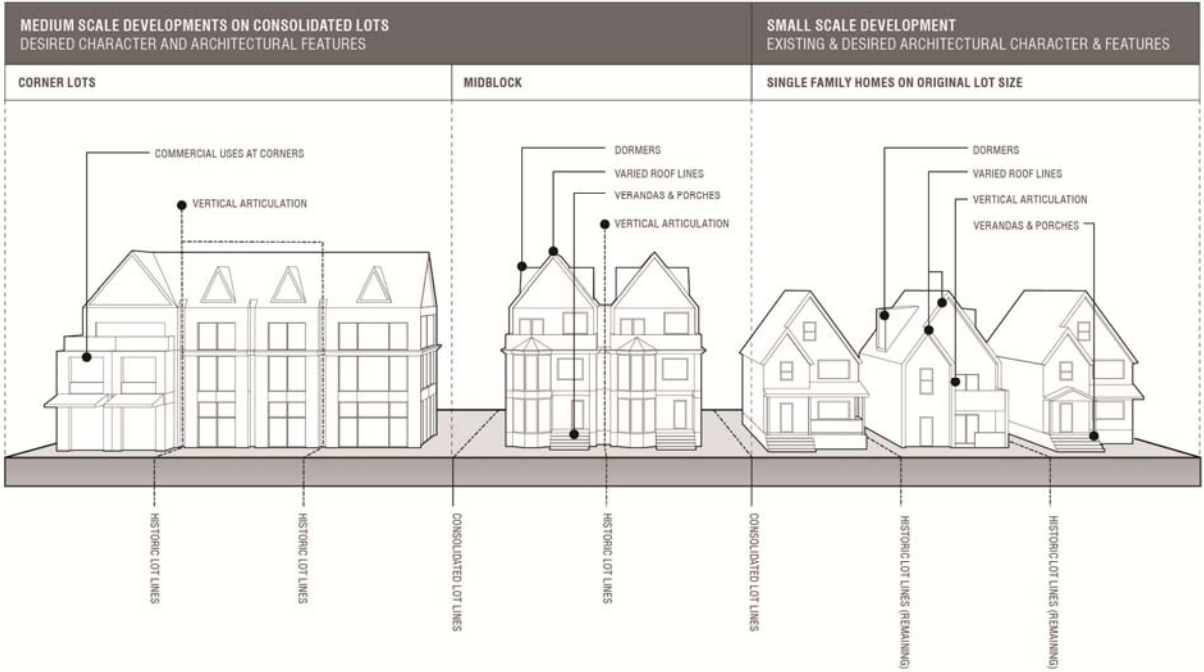 MEDIUM SCALE DEVELOPMENTS ON CONSOLIDATED LOTS
DESIRED CHARACTER AND ARCHITECTURAL FEATURES
SMALL SCALE DEVELOPMENT
EXISTING & DESIRED ARCHITECTURAL CHARACTER & FEATURES
CORNER LOTS
MIDBLOCK
SINGLE FAMILY HOMES ON ORIGINAL LOT SIZE
COMMERCIAL USES AT CORNERS
VERTICAL ARTICULATION
DORMERS
VARIED ROOF LINES
VERANDAS & PORCHES
VERTICAL ARTICULATION
DORMERS
VARIED ROOF LINES
VERTICAL ARTICULATION
VERANDAS & PORCHES
HISTORIC LOT LINES
HISTORIC LOT LINES
CONSOLIDATED LOT LINES
HISTORIC LOT LINES
CONSOLIDATED LOT LINES
HISTORIC LOT LINES (REMAINING)
HISTORIC LOT LINES (REMAINING)